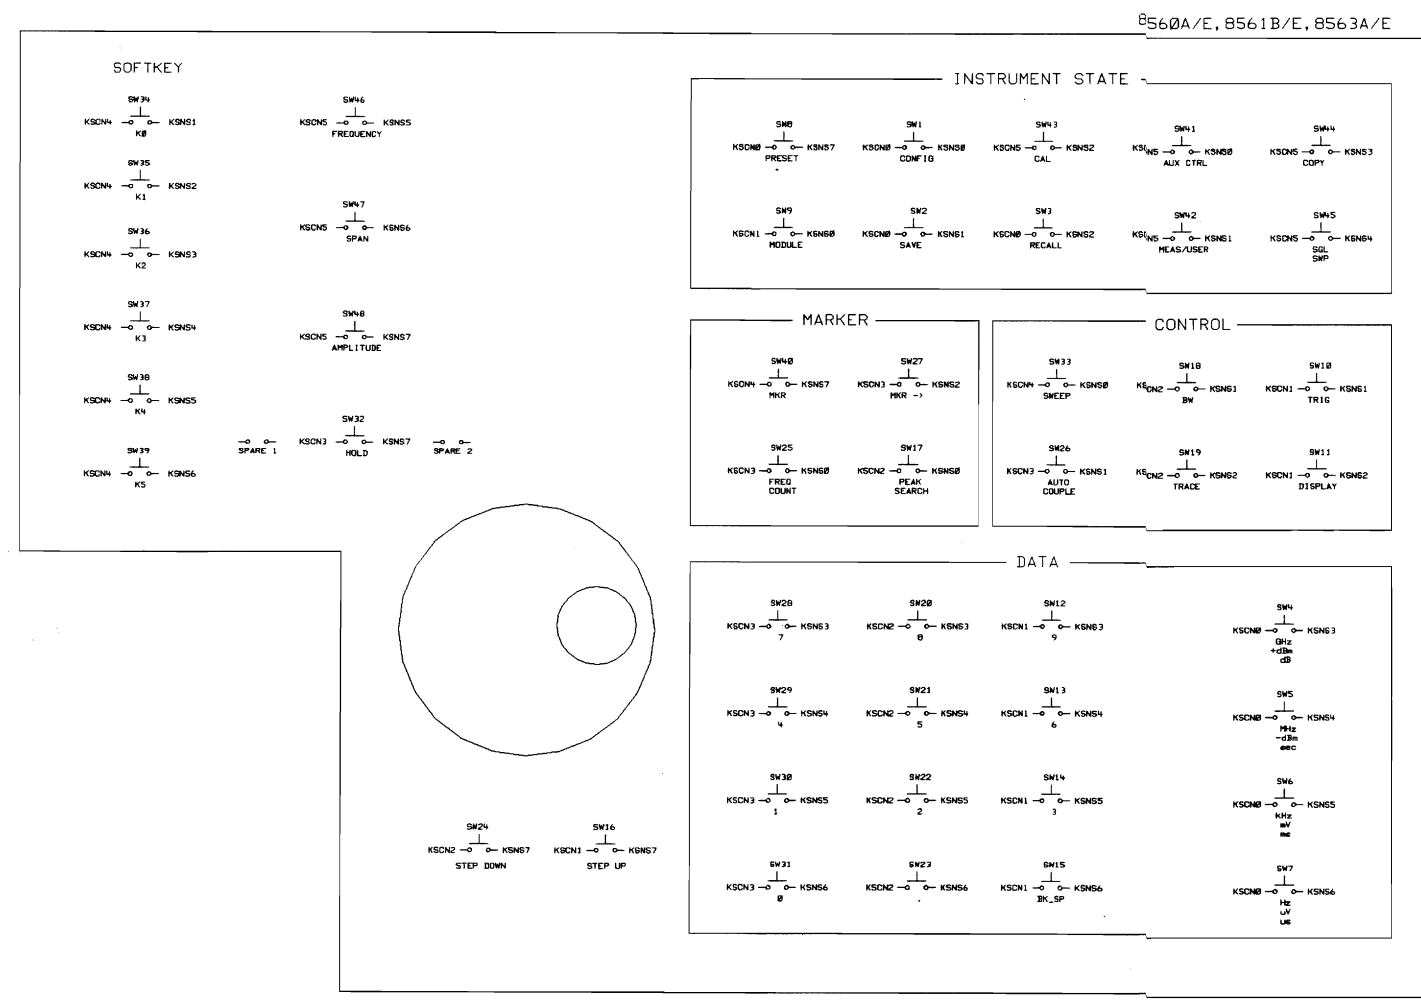 8560A/E, 8561B/E, 8563A/E
SOFTKEY
SW34
KSCN4 KSNS1
K0
SW35
KSCN4 KSNS2
K1
SW36
KSCN4 KSNS3
K2
SW37
KSCN4 KSNS4
K3
SW38
KSCN4 KSNS5
K4
SW39
KSCN4 KSNS6
K5
SW46
KSCN5 KSNS5
FREQUENCY
SW47
KSCN5 KSNS6
SPAN
SW48
KSCN5 KSNS7
AMPLITUDE
SPARE 1
SW32
KSCN3 KSNS7
HOLD
SPARE 2
SW24
KSCN2 KSNS7
STEP DOWN
SW16
KSCN1 KSNS7
STEP UP
INSTRUMENT STATE
SW8
KSCN0 KSNS7
PRESET
SW1
KSCN0 KSNS0
CONFIG
SW43
KSCN5 KSNS2
CAL
SW41
KSCN5 KSNS0
AUX CTRL
SW44
KSCN5 KSNS3
COPY
SW9
KSCN1 KSNS0
MODULE
SW2
KSCN0 KSNS1
SAVE
SW3
KSCN0 KSNS2
RECALL
SW42
KSCN5 KSNS1
MEAS/USER
SW45
KSCN5 KSNS4
SGL
SWP
MARKER
SW40
KSCN4 KSNS7
MKR
SW27
KSCN3 KSNS2
MKR ->
SW25
KSCN3 KSNS0
FREQ
COUNT
SW17
KSCN2 KSNS0
PEAK
SEARCH
CONTROL
SW33
KSCN4 KSNS0
SWEEP
SW18
KSCN2 KSNS1
BW
SW10
KSCN1 KSNS1
TRIG
SW26
KSCN3 KSNS1
AUTO
COUPLE
SW19
KSCN2 KSNS2
TRACE
SW11
KSCN1 KSNS2
DISPLAY
DATA
SW28
KSCN3 KSNS3
7
SW20
KSCN2 KSNS3
8
SW12
KSCN1 KSNS3
9
SW4
KSCN0 KSNS3
GHz
+dBm
dB
SW29
KSCN3 KSNS4
4
SW21
KSCN2 KSNS4
5
SW13
KSCN1 KSNS4
6
SW5
KSCN0 KSNS4
MHz
-dBm
sec
SW30
KSCN3 KSNS5
1
SW22
KSCN2 KSNS5
2
SW14
KSCN1 KSNS5
3
SW6
KSCN0 KSNS5
KHz
mV
ms
SW31
KSCN3 KSNS6
0
SW23
KSCN2 KSNS6
.
SW15
KSCN1 KSNS6
BK_SP
SW7
KSCN0 KSNS6
Hz
uV
us